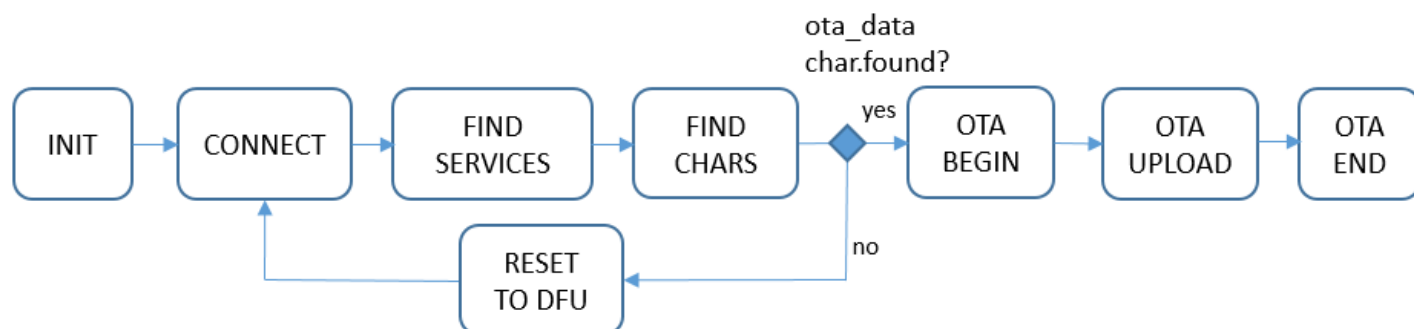 ota_data
char.found?
INIT
CONNECT
FIND
SERVICES
FIND
CHARS
yes
OTA
BEGIN
OTA
UPLOAD
OTA
END
no
RESET
TO DFU